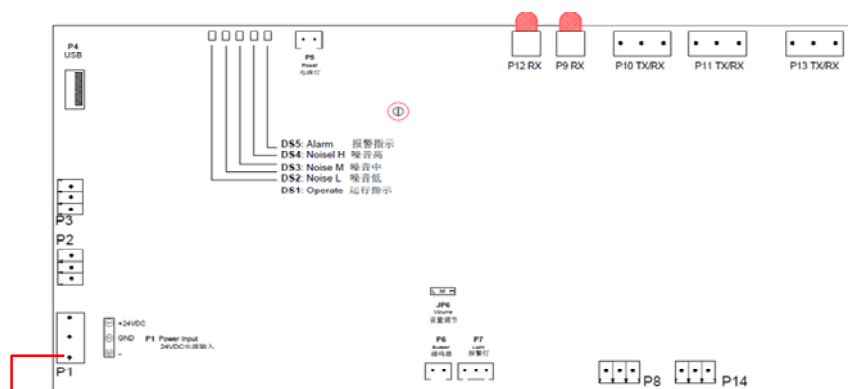 P4
USB
P5
Power
电源灯
P12 RX
P9 RX
P10 TX/RX
P11 TX/RX
P13 TX/RX
DS5: Alarm 报警指示
DS4: Noisel H 噪音高
DS3: Noise M 噪音中
DS2: Noise L 噪音低
DS1: Operate 运行指示
P3
P2
+24VDC
GND
-
P1 Power Input
24VDC电源输入
P1
L M H
JP6
Volume
音量调节
P6
Buzzer
蜂鸣器
P7
Light
报警灯
P8
P14